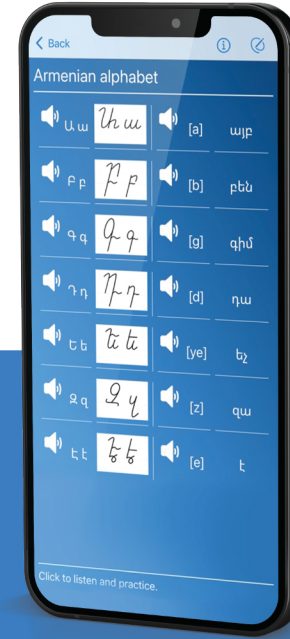 Back
Armenian alphabet
Ա ա Ա ա [a] այբ
Բ բ Բ բ [b] բեն
Գ գ Գ գ [g] գիմ
Դ դ Դ դ [d] դա
Ե ե Ե ե [ye] եչ
Զ զ Զ զ [z] զա
Է է Է է [e] է
Click to listen and practice.